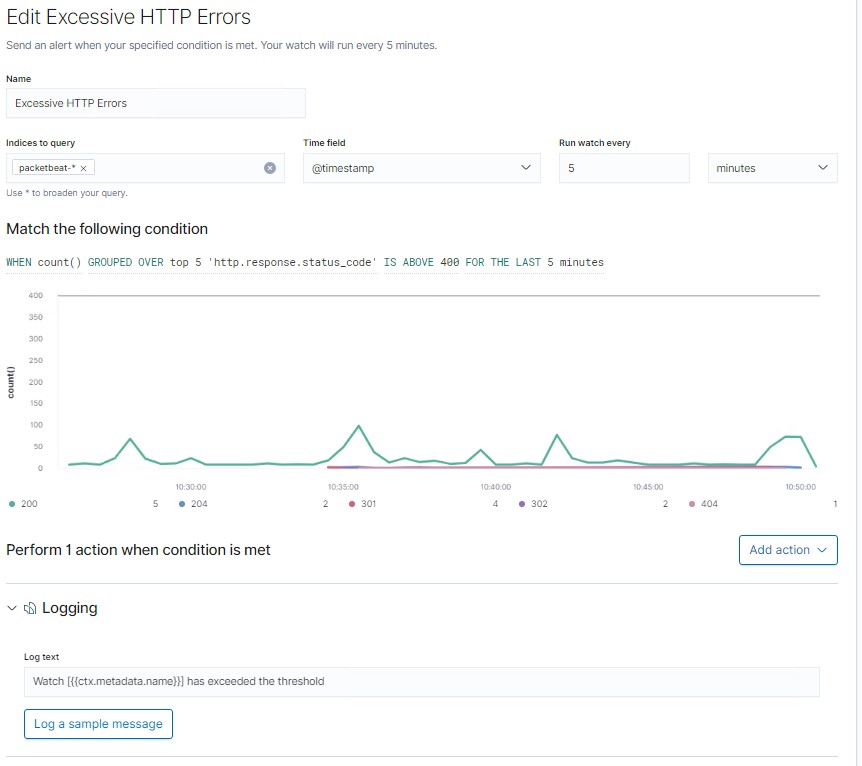 Edit Excessive HTTP Errors
Send an alert when your specified condition is met. Your watch will run every 5 minutes.
Name
Excessive HTTP Errors
Indices to query Time field Run watch every
packetbeat-* × @timestamp 5 minutes
Use * to broaden your query.
Match the following condition
WHEN count() GROUPED OVER top 5 'http.response.status_code' IS ABOVE 400 FOR THE LAST 5 minutes
400
350
300
250
200
150
100
50
0
count()
10:30:00 10:35:00 10:40:00 10:45:00 10:50:00
200 5 204 2 301 4 302 2 404 1
Perform 1 action when condition is met Add action
Logging
Log text
Watch [{{ctx.metadata.name}}] has exceeded the threshold
Log a sample message